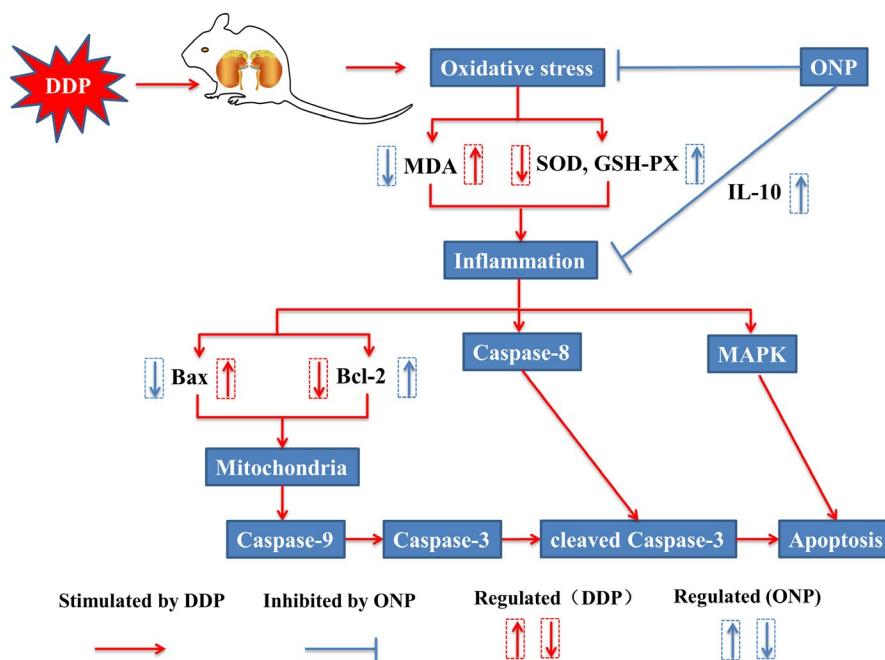 DDP
Oxidative stress
ONP
MDA
SOD, GSH-PX
IL-10
Inflammation
Caspase-8
MAPK
Bax
Bcl-2
Mitochondria
Caspase-9
Caspase-3
cleaved Caspase-3
Apoptosis
Stimulated by DDP
Inhibited by ONP
Regulated（DDP）
Regulated (ONP)